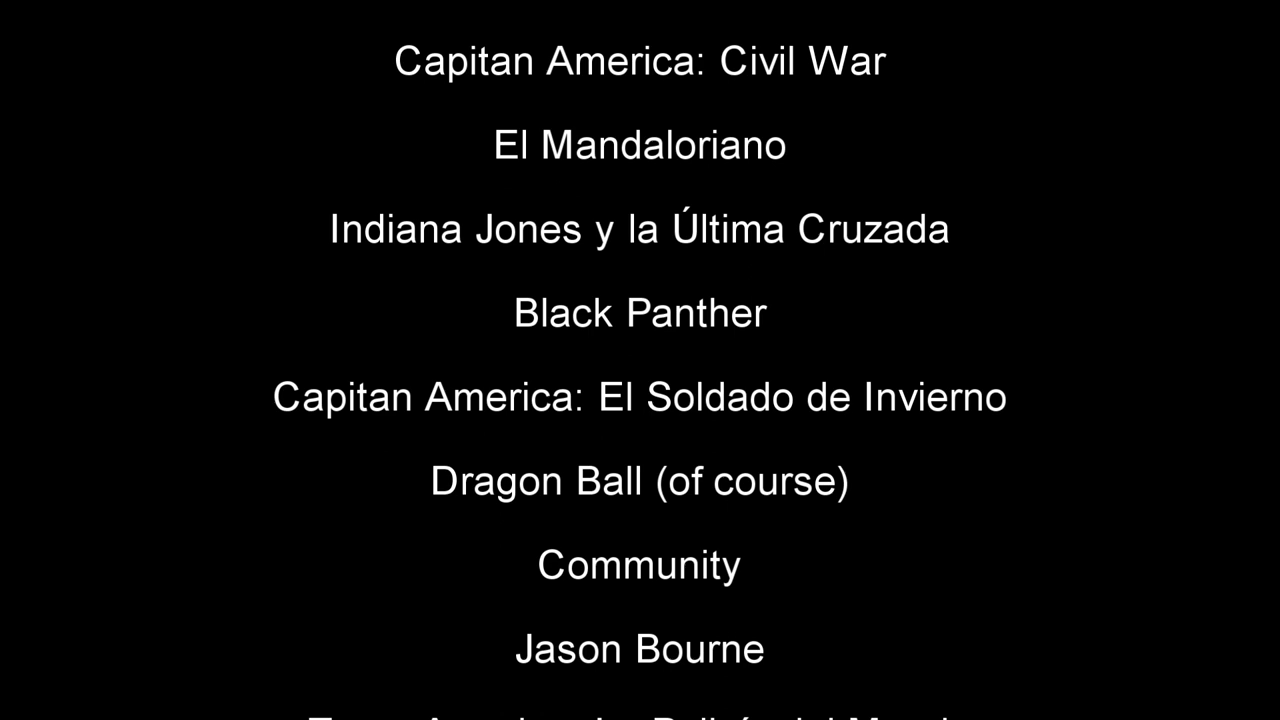 Capitan America: Civil War
El Mandaloriano
Indiana Jones y la Última Cruzada
Black Panther
Capitan America: El Soldado de Invierno
Dragon Ball (of course)
Community
Jason Bourne